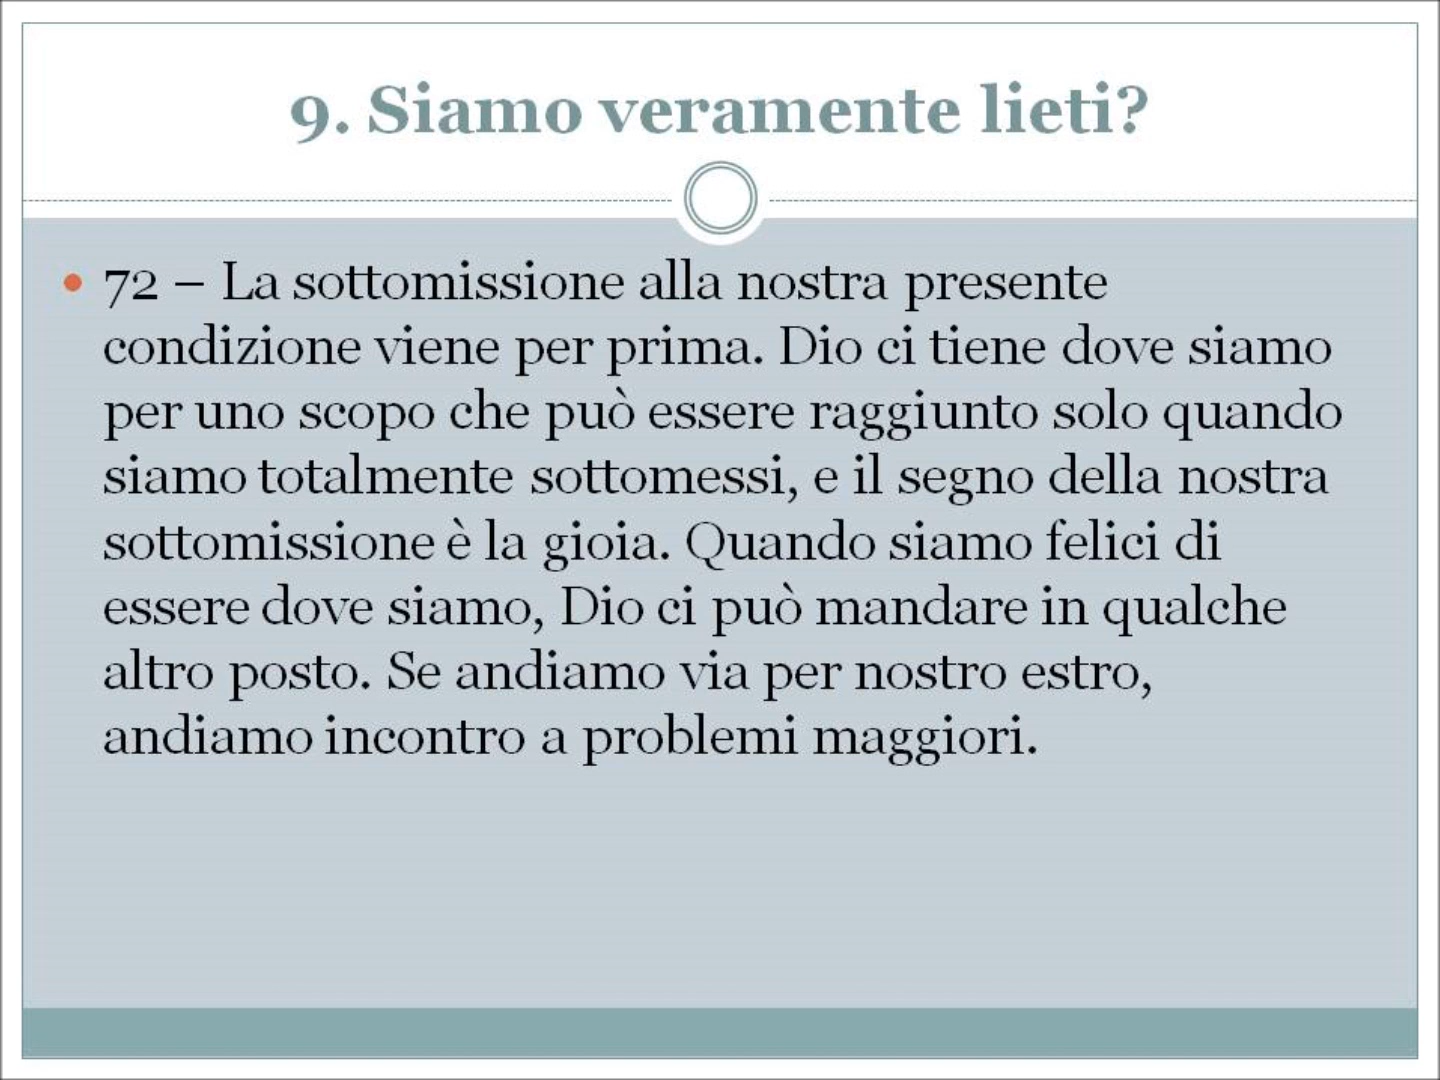 9. Siamo veramente lieti?
• 72 – La sottomissione alla nostra presente
condizione viene per prima. Dio ci tiene dove siamo
per uno scopo che può essere raggiunto solo quando
siamo totalmente sottomessi, e il segno della nostra
sottomissione è la gioia. Quando siamo felici di
essere dove siamo, Dio ci può mandare in qualche
altro posto. Se andiamo via per nostro estro,
andiamo incontro a problemi maggiori.